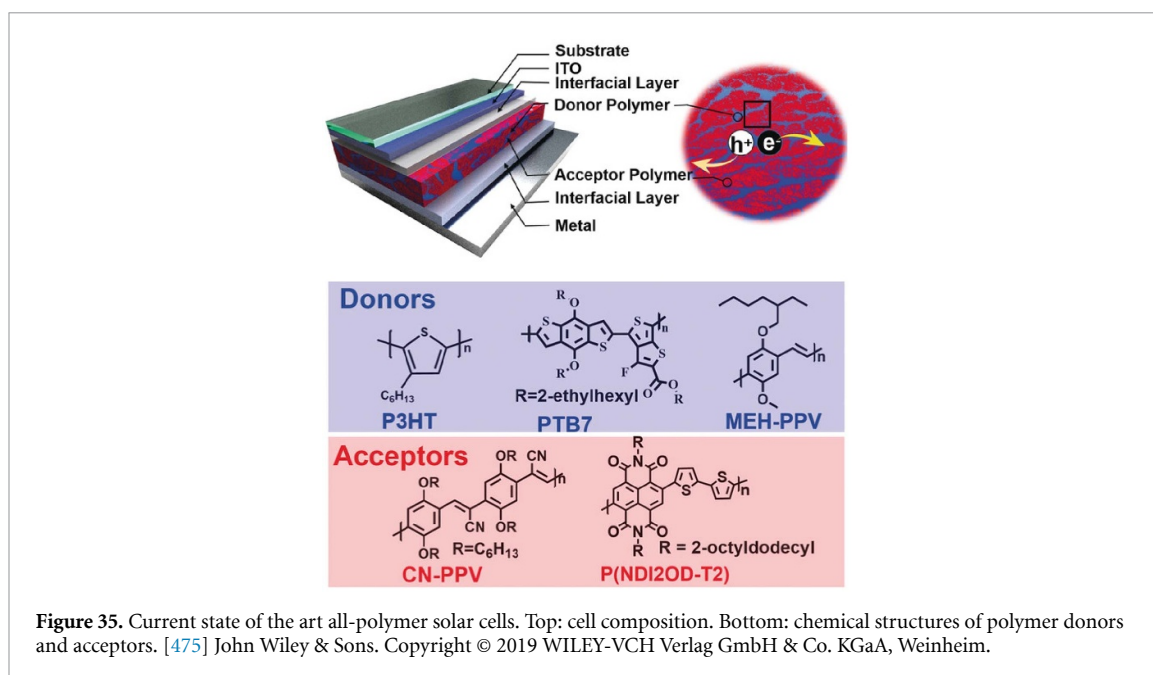 Substrate
ITO
Interfacial Layer
Donor Polymer
h+ e-
Acceptor Polymer
Interfacial Layer
Metal
Donors
S
n
C6H13
P3HT
R
O
S
S
O
R
S
n
S
F
O
O
R
R=2-ethylhexyl
PTB7
O
n
O
MEH-PPV
Acceptors
OR
CN
OR
n
OR
CN
OR
R=C6H13
CN-PPV
R
O
N
O
S
S
n
O
N
O
R
R = 2-octyldodecyl
P(NDI2OD-T2)
Figure 35. Current state of the art all-polymer solar cells. Top: cell composition. Bottom: chemical structures of polymer donors
and acceptors. [475] John Wiley & Sons. Copyright © 2019 WILEY-VCH Verlag GmbH & Co. KGaA, Weinheim.